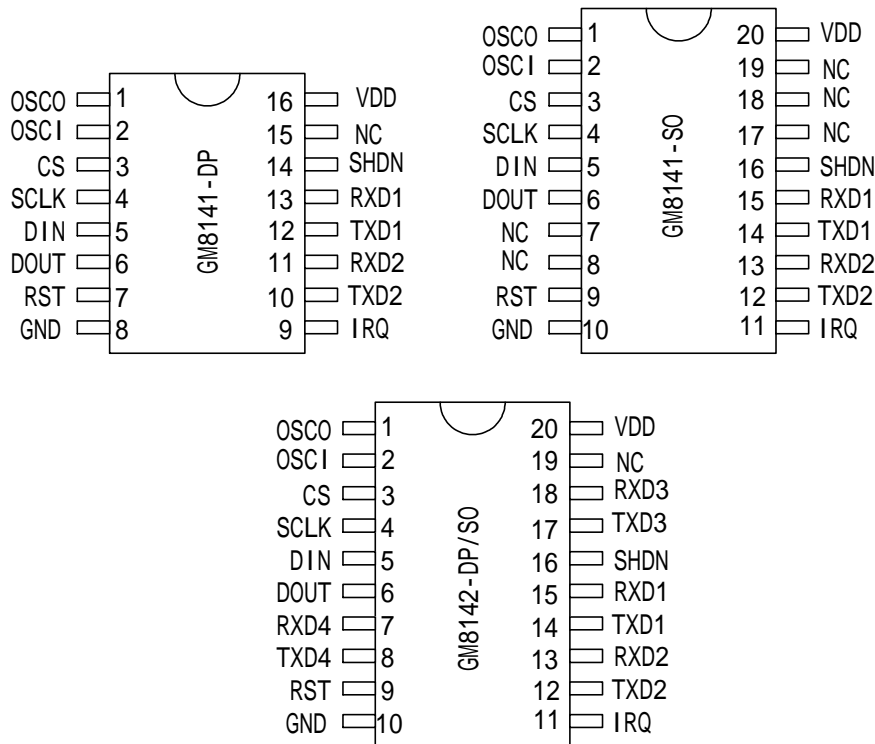 OSCO 1 16 VDD
OSCI 2 15 NC
CS 3 14 SHDN
SCLK 4 13 RXD1
DIN 5 12 TXD1
DOUT 6 11 RXD2
RST 7 10 TXD2
GND 8 9 IRQ
GM8141-DP
OSCO 1 20 VDD
OSCI 2 19 NC
CS 3 18 NC
SCLK 4 17 NC
DIN 5 16 SHDN
DOUT 6 15 RXD1
NC 7 14 TXD1
NC 8 13 RXD2
RST 9 12 TXD2
GND 10 11 IRQ
GM8141-SO
OSCO 1 20 VDD
OSCI 2 19 NC
CS 3 18 RXD3
SCLK 4 17 TXD3
DIN 5 16 SHDN
DOUT 6 15 RXD1
RXD4 7 14 TXD1
TXD4 8 13 RXD2
RST 9 12 TXD2
GND 10 11 IRQ
GM8142-DP/SO